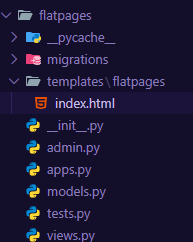 flatpages
__pycache__
migrations
templates\flatpages
index.html
__init__.py
admin.py
apps.py
models.py
tests.py
views.py